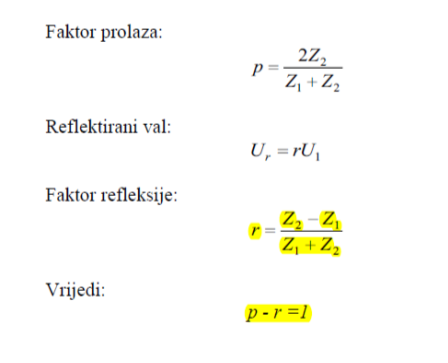 Faktor prolaza:
p = 2Z₂ / Z₁ + Z₂
Reflektirani val:
Uᵣ = rU₁
Faktor refleksije:
r = Z₂ − Z₁ / Z₁ + Z₂
Vrijedi:
p - r =1